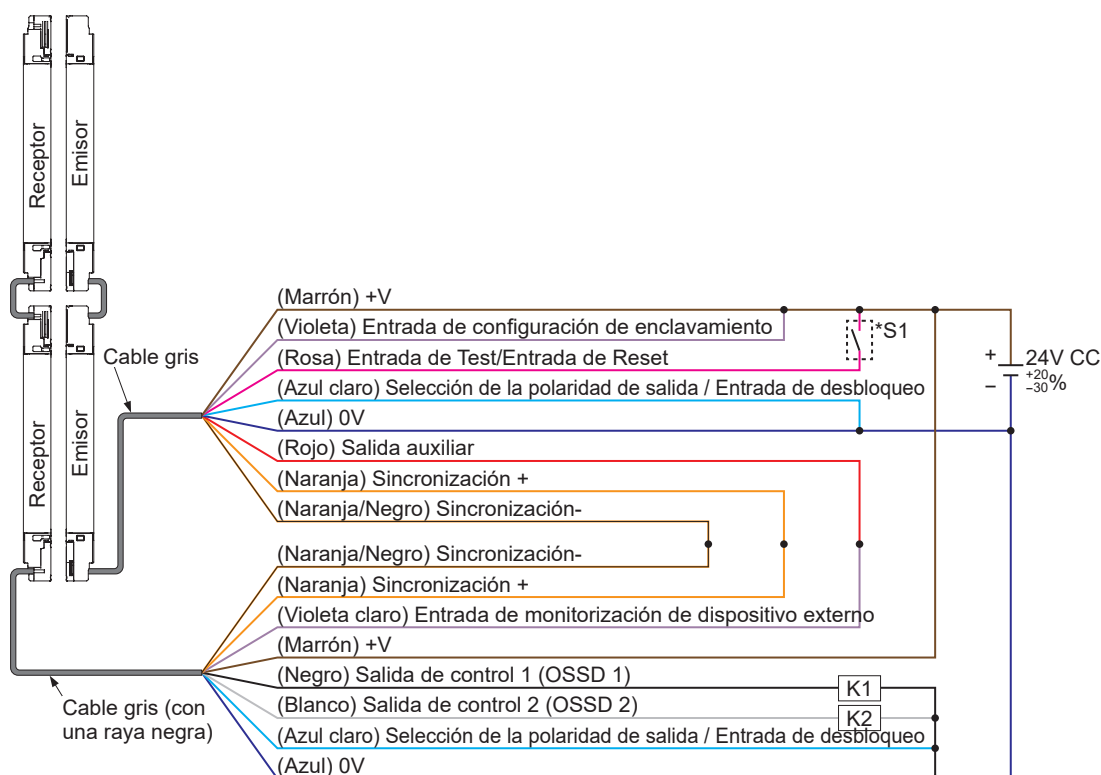 Receptor
Emisor
Receptor
Emisor
Cable gris
(Marrón) +V
(Violeta) Entrada de configuración de enclavamiento
*S1
(Rosa) Entrada de Test/Entrada de Reset
+
24V CC
+20
–30%
–
(Azul claro) Selección de la polaridad de salida / Entrada de desbloqueo
(Azul) 0V
(Rojo) Salida auxiliar
(Naranja) Sincronización +
(Naranja/Negro) Sincronización-
(Naranja/Negro) Sincronización-
(Naranja) Sincronización +
(Violeta claro) Entrada de monitorización de dispositivo externo
(Marrón) +V
(Negro) Salida de control 1 (OSSD 1)
K1
(Blanco) Salida de control 2 (OSSD 2)
K2
(Azul claro) Selección de la polaridad de salida / Entrada de desbloqueo
(Azul) 0V
Cable gris (con
una raya negra)